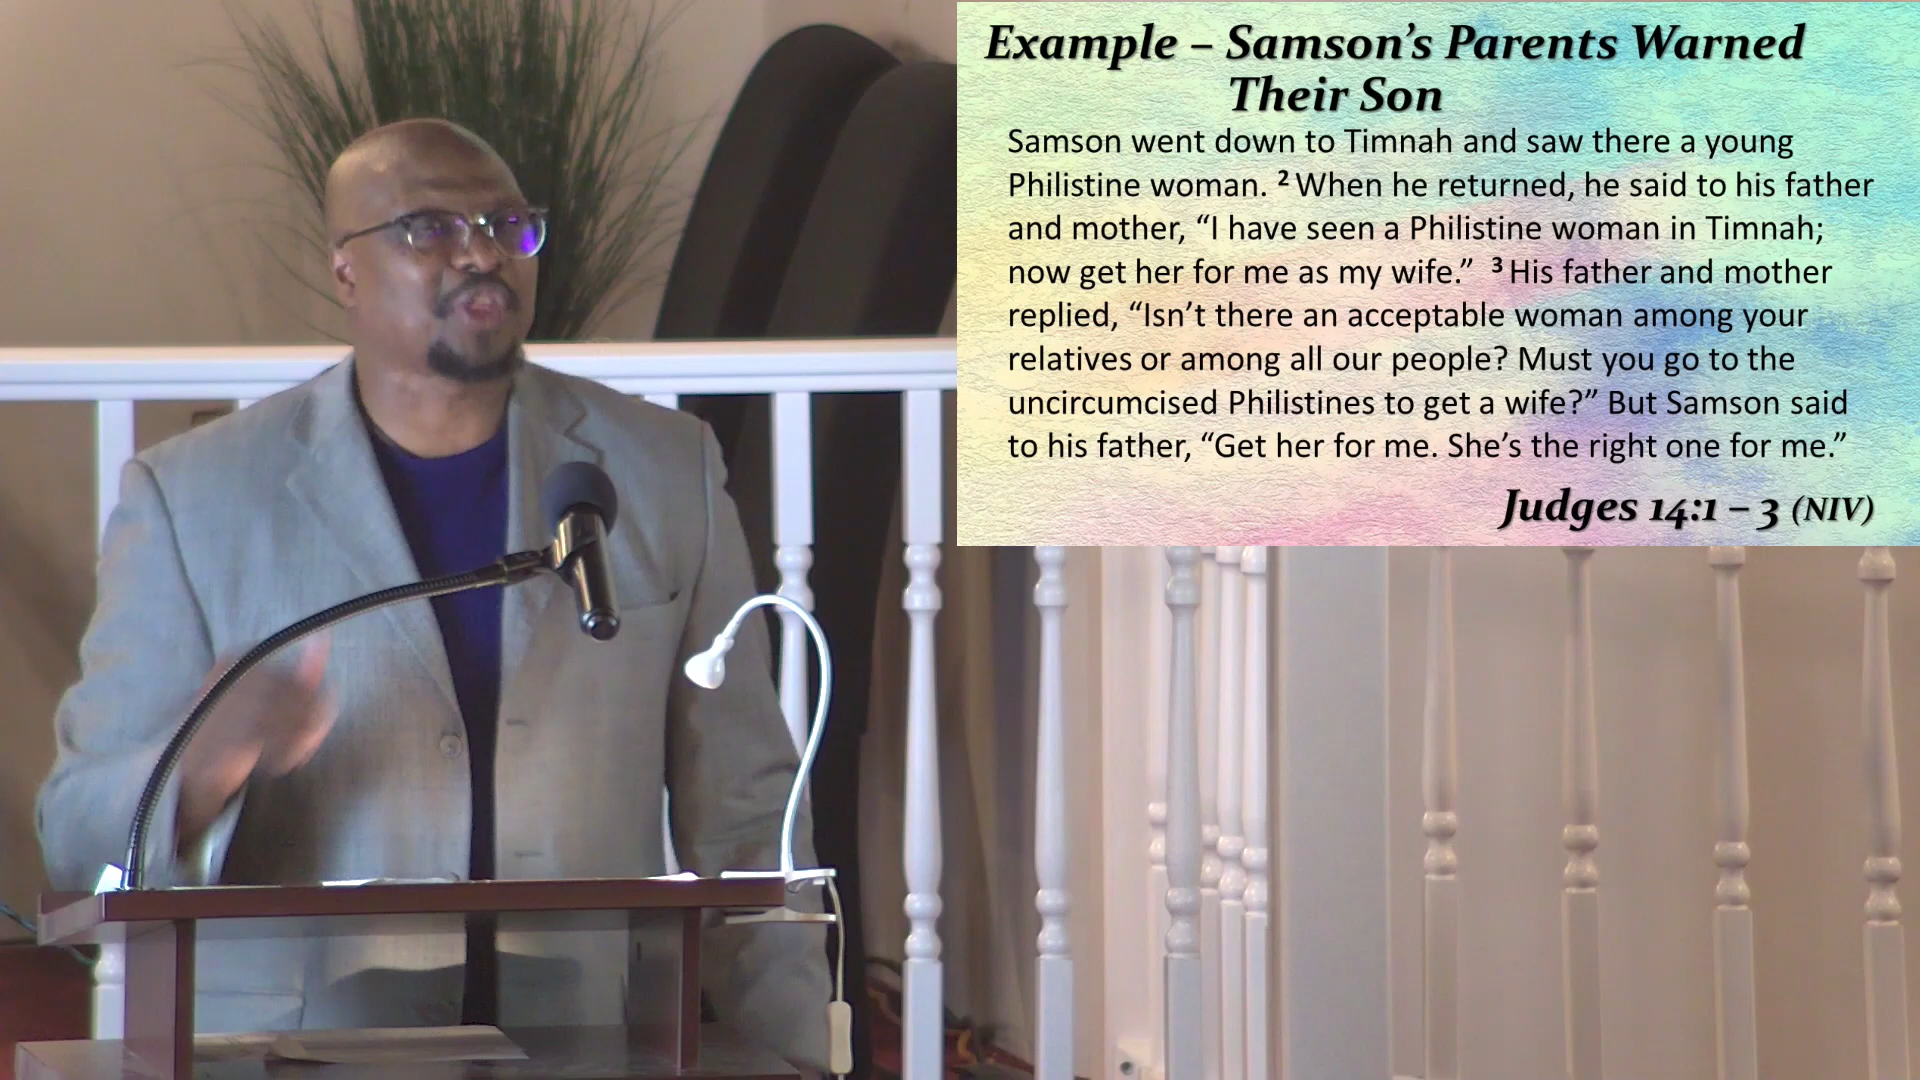 Example – Samson’s Parents Warned
Their Son
Samson went down to Timnah and saw there a young
Philistine woman. 2 When he returned, he said to his father
and mother, “I have seen a Philistine woman in Timnah;
now get her for me as my wife.” 3 His father and mother
replied, “Isn’t there an acceptable woman among your
relatives or among all our people? Must you go to the
uncircumcised Philistines to get a wife?” But Samson said
to his father, “Get her for me. She’s the right one for me.”
Judges 14:1 – 3 (NIV)